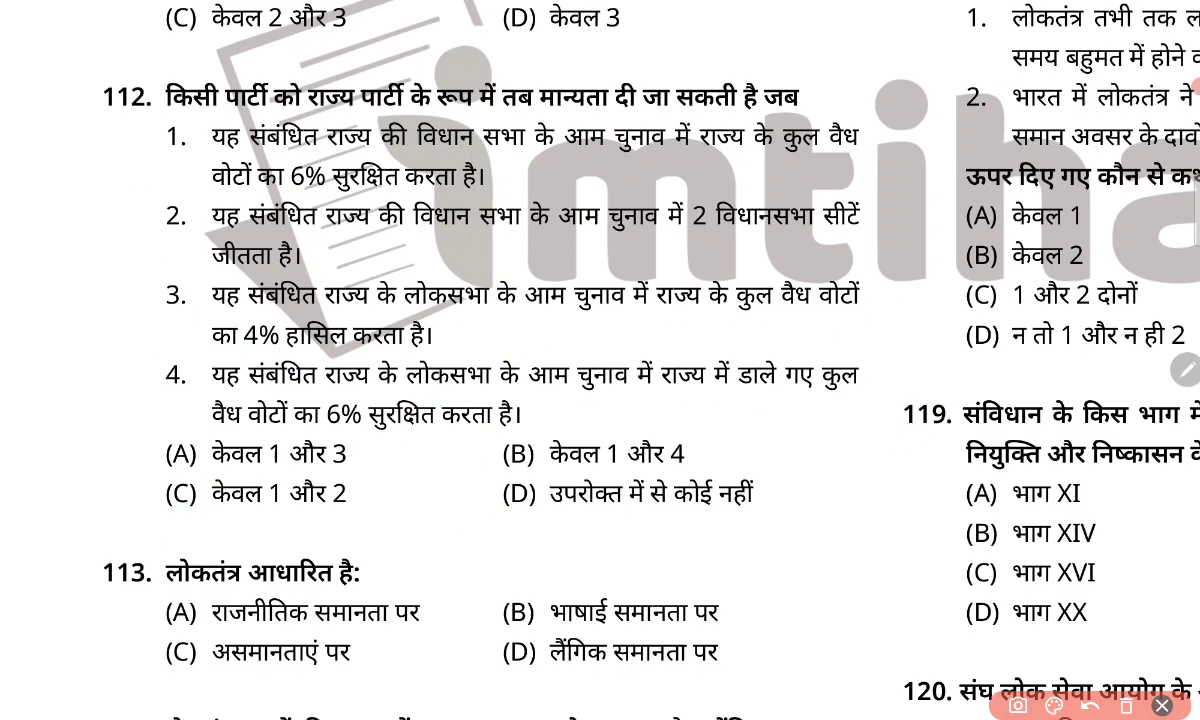 (C) केवल 2 और 3 (D) केवल 3
112. किसी पार्टी को राज्य पार्टी के रूप में तब मान्यता दी जा सकती है जब
1. यह संबंधित राज्य की विधान सभा के आम चुनाव में राज्य के कुल वैध
वोटों का 6% सुरक्षित करता है।
2. यह संबंधित राज्य की विधान सभा के आम चुनाव में 2 विधानसभा सीटें
जीतता है।
3. यह संबंधित राज्य के लोकसभा के आम चुनाव में राज्य के कुल वैध वोटों
का 4% हासिल करता है।
4. यह संबंधित राज्य के लोकसभा के आम चुनाव में राज्य में डाले गए कुल
वैध वोटों का 6% सुरक्षित करता है।
(A) केवल 1 और 3 (B) केवल 1 और 4
(C) केवल 1 और 2 (D) उपरोक्त में से कोई नहीं
113. लोकतंत्र आधारित है:
(A) राजनीतिक समानता पर (B) भाषाई समानता पर
(C) असमानताएं पर (D) लैंगिक समानता पर
1. लोकतंत्र तभी तक
समय बहुमत में होने
2. भारत में लोकतंत्र ने
समान अवसर के
ऊपर दिए गए कौन से
(A) केवल 1
(B) केवल 2
(C) 1 और 2 दोनों
(D) न तो 1 और न ही 2
119. संविधान के किस भाग
नियुक्ति और निष्कासन
(A) भाग XI
(B) भाग XIV
(C) भाग XVI
(D) भाग XX
120. संघ लोक सेवा आयोग के
imtiha